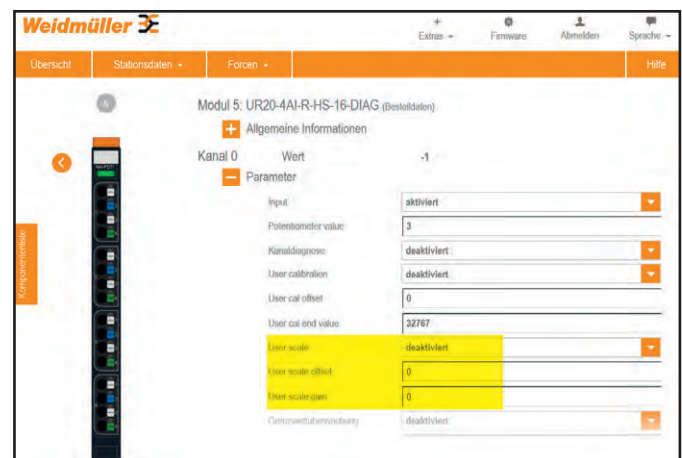 Weidmüller
Extras Firmware Abmelden Sprache
Übersicht Stationsdaten Forcen Hilfe
Modul 5: UR20-4AI-R-HS-16-DIAG (Bestelldaten)
Allgemeine Informationen
Kanal 0 Wert -1
Parameter
Input aktiviert
Potentiometer value 3
Kanaldiagnose deaktiviert
User calibration deaktiviert
User cal offset 0
User cal end value 32767
User scale deaktiviert
User scale offset 0
User scale gain 0
Grenzwertüberwachung deaktiviert
Komponentenliste